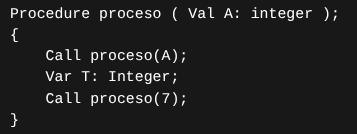 Procedure proceso ( Val A: integer );
{
    Call proceso(A);
    Var T: Integer;
    Call proceso(7);
}